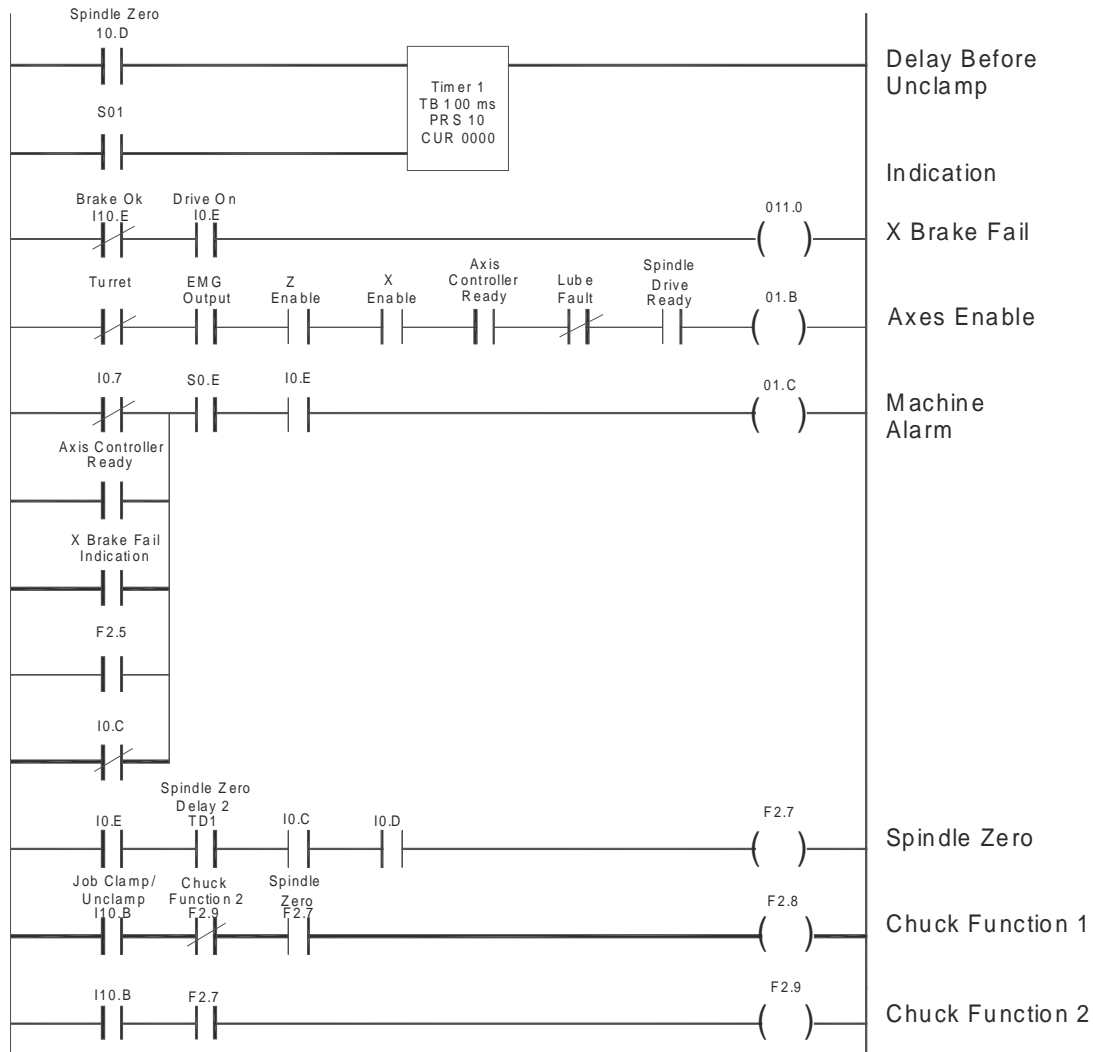 Spindle Zero
10.D
Timer 1
TB 100 ms
PRS 10
CUR 0000
Delay Before
Unclamp
S01
Indication
Brake Ok
I10.E
Drive On
I0.E
011.0
X Brake Fail
Turret
EMG
Output
Z
Enable
X
Enable
Axis
Controller
Ready
Lube
Fault
Spindle
Drive
Ready
01.B
Axes Enable
I0.7
S0.E
I0.E
01.C
Machine
Alarm
Axis Controller
Ready
X Brake Fail
Indication
F2.5
I0.C
I0.E
Spindle Zero
Delay 2
TD1
I0.C
I0.D
F2.7
Spindle Zero
Job Clamp/
Unclamp
I10.B
Chuck
Function 2
F2.9
Spindle
Zero
F2.7
F2.8
Chuck Function 1
I10.B
F2.7
F2.9
Chuck Function 2